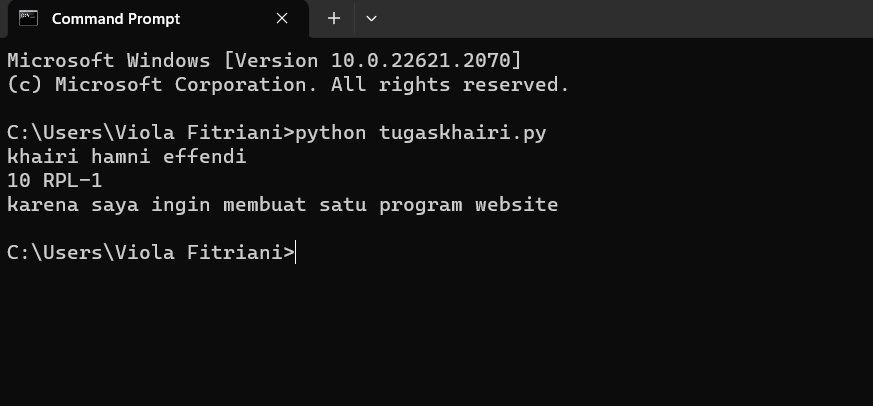 Command Prompt
Microsoft Windows [Version 10.0.22621.2070]
(c) Microsoft Corporation. All rights reserved.
C:\Users\Viola Fitriani>python tugaskhairi.py
khairi hamni effendi
10 RPL-1
karena saya ingin membuat satu program website
C:\Users\Viola Fitriani>